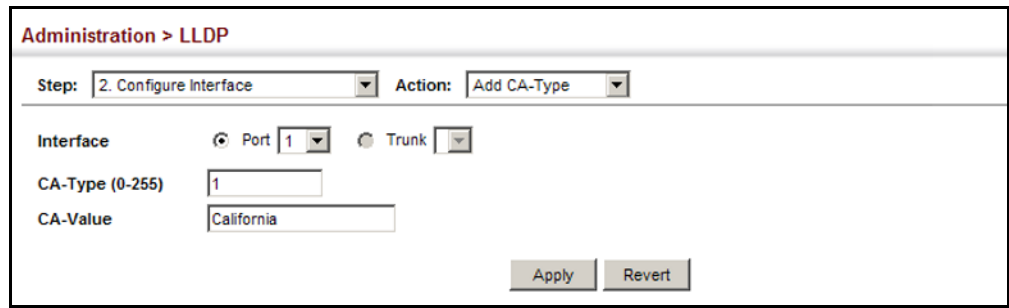 Administration > LLDP
Step: 2. Configure Interface Action: Add CA-Type
Interface Port 1 Trunk
CA-Type (0-255) 1
CA-Value California
Apply Revert